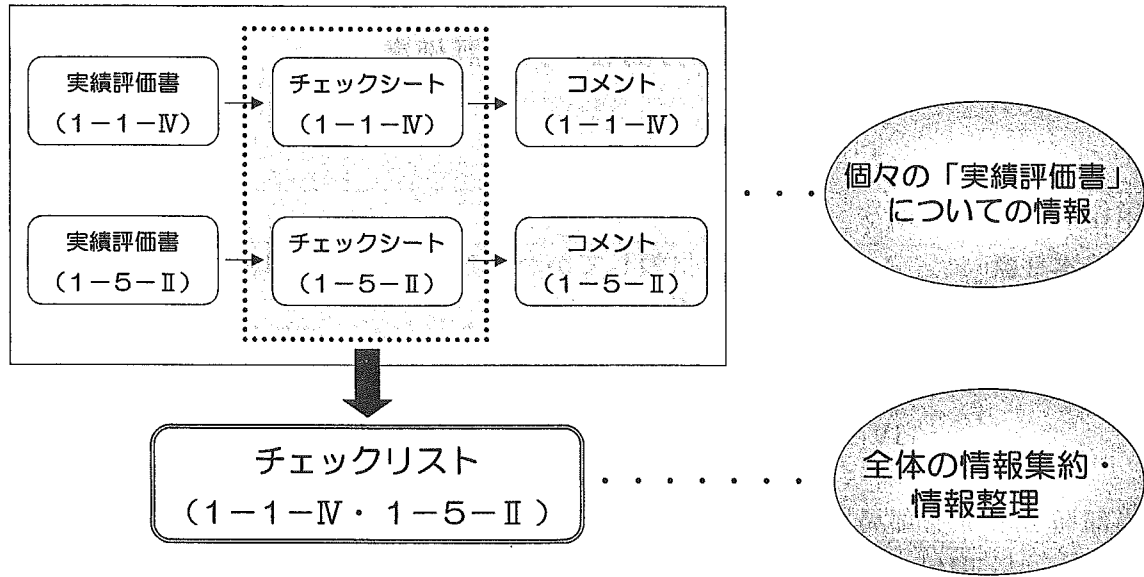 実績評価書
(1-1-Ⅳ)
チェックシート
(1-1-Ⅳ)
コメント
(1-1-Ⅳ)
実績評価書
(1-5-Ⅱ)
チェックシート
(1-5-Ⅱ)
コメント
(1-5-Ⅱ)
個々の「実績評価書」
についての情報
チェックリスト
(1-1-Ⅳ・1-5-Ⅱ)
全体の情報集約・
情報整理